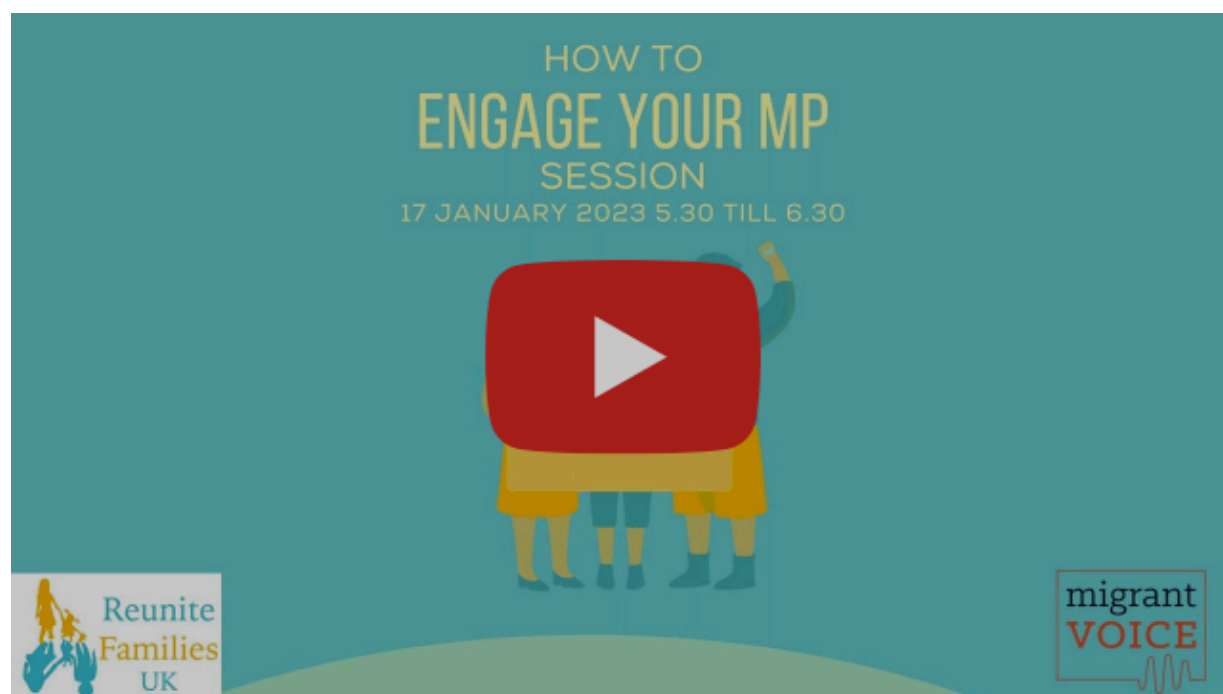 HOW TO
ENGAGE YOUR MP
SESSION
17 JANUARY 2023 5.30 TILL 6.30
Reunite
Families
UK
migrant
VOICE